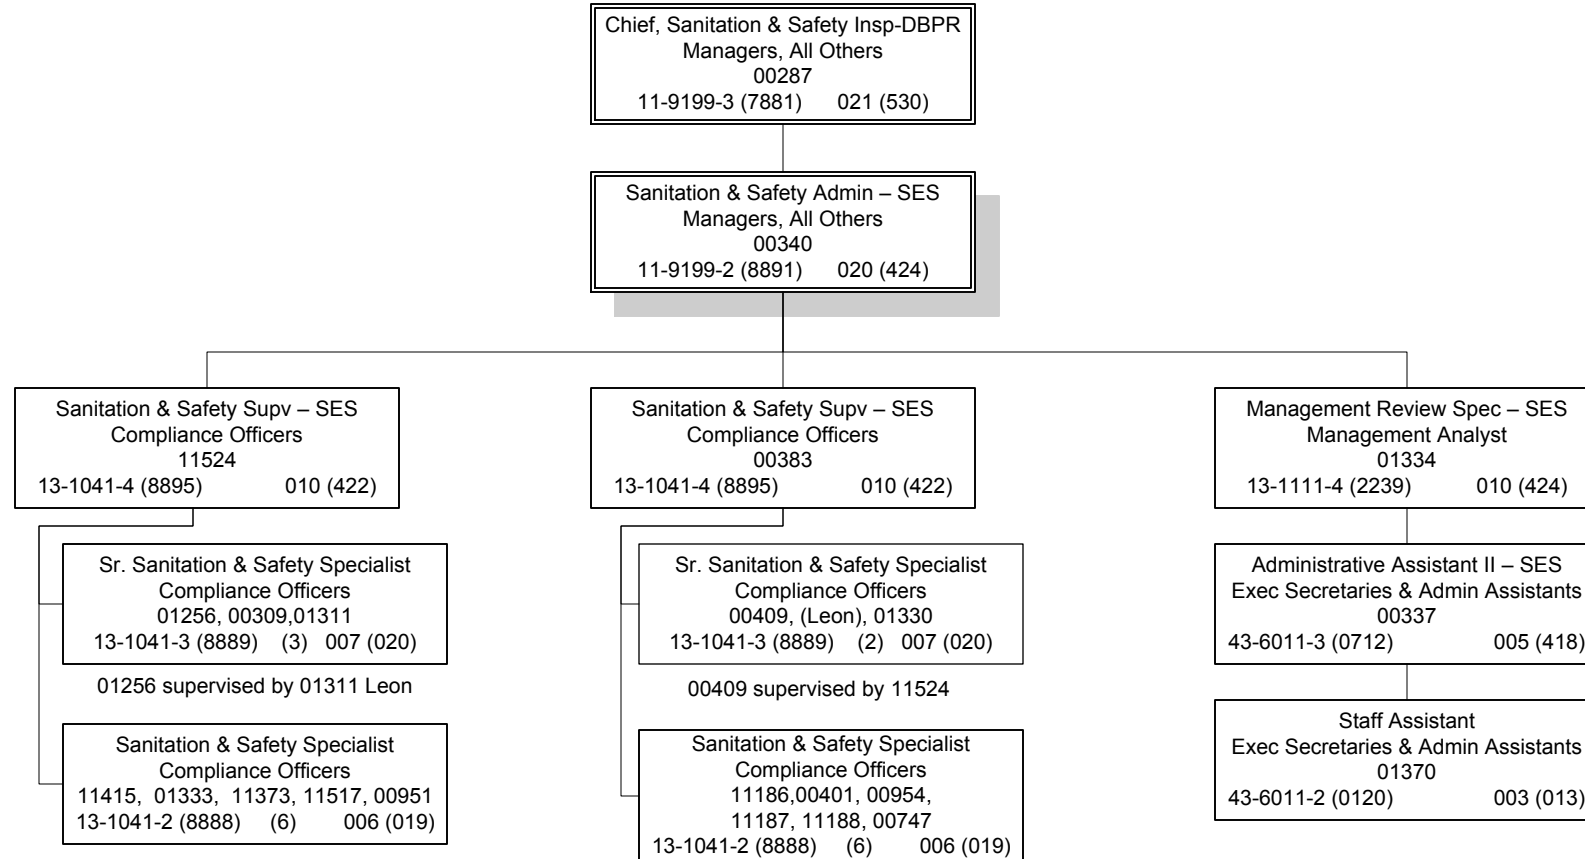 Chief, Sanitation & Safety Insp-DBPR
Managers, All Others
00287
11-9199-3 (7881) 021 (530)
Sanitation & Safety Admin – SES
Managers, All Others
00340
11-9199-2 (8891) 020 (424)
Sanitation & Safety Supv – SES
Compliance Officers
11524
13-1041-4 (8895) 010 (422)
Sr. Sanitation & Safety Specialist
Compliance Officers
01256, 00309,01311
13-1041-3 (8889) (3) 007 (020)
01256 supervised by 01311 Leon
Sanitation & Safety Specialist
Compliance Officers
11415, 01333, 11373, 11517, 00951
13-1041-2 (8888) (6) 006 (019)
Sanitation & Safety Supv – SES
Compliance Officers
00383
13-1041-4 (8895) 010 (422)
Sr. Sanitation & Safety Specialist
Compliance Officers
00409, (Leon), 01330
13-1041-3 (8889) (2) 007 (020)
00409 supervised by 11524
Sanitation & Safety Specialist
Compliance Officers
11186,00401, 00954,
11187, 11188, 00747
13-1041-2 (8888) (6) 006 (019)
Management Review Spec – SES
Management Analyst
01334
13-1111-4 (2239) 010 (424)
Administrative Assistant II – SES
Exec Secretaries & Admin Assistants
00337
43-6011-3 (0712) 005 (418)
Staff Assistant
Exec Secretaries & Admin Assistants
01370
43-6011-2 (0120) 003 (013)